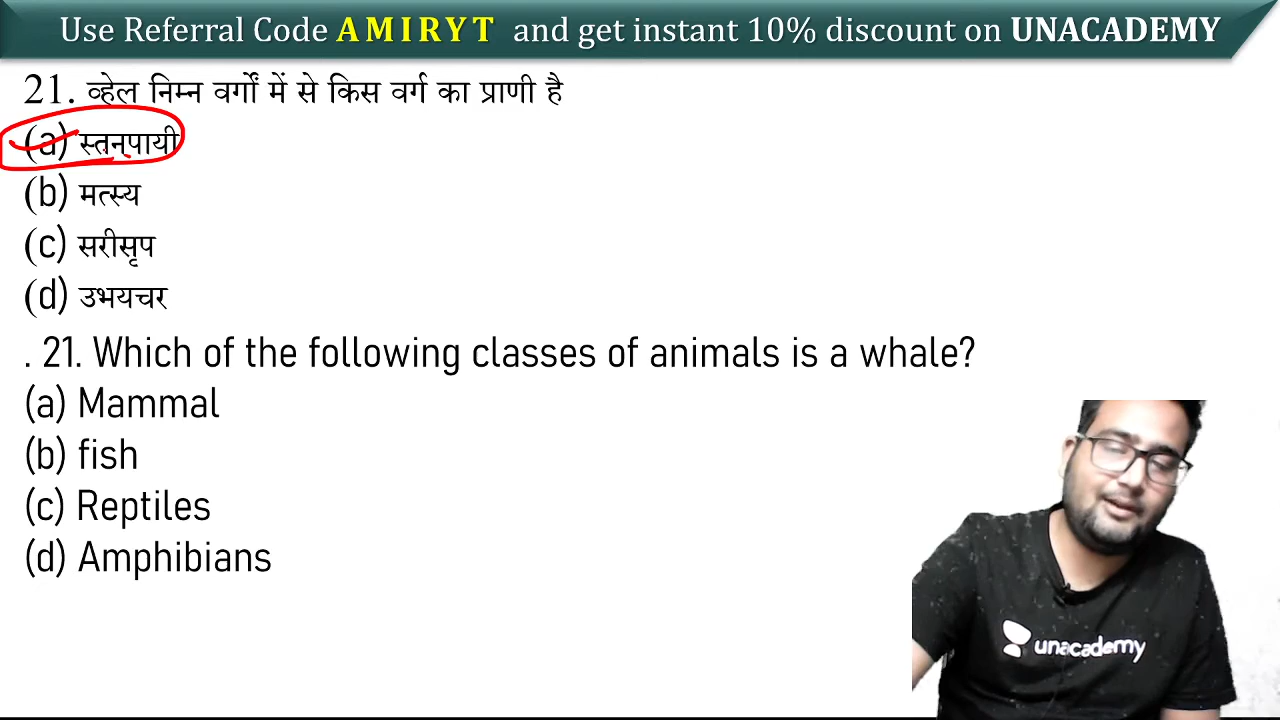 Use Referral Code AMIRYT and get instant 10% discount on UNACADEMY
21. व्हेल निम्न वर्गों में से किस वर्ग का प्राणी है
(a) स्तनपायी
(b) मत्स्य
(c) सरीसृप
(d) उभयचर
. 21. Which of the following classes of animals is a whale?
(a) Mammal
(b) fish
(c) Reptiles
(d) Amphibians
unacademy